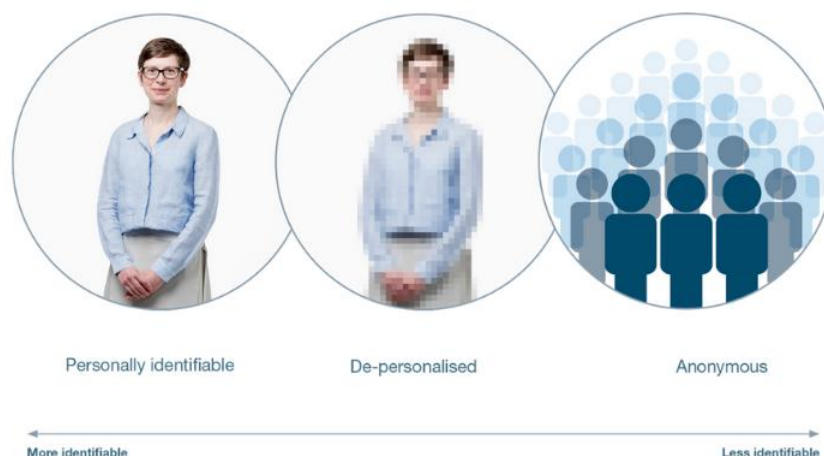 Personally identifiable
De-personalised
Anonymous
More identifiable
Less identifiable